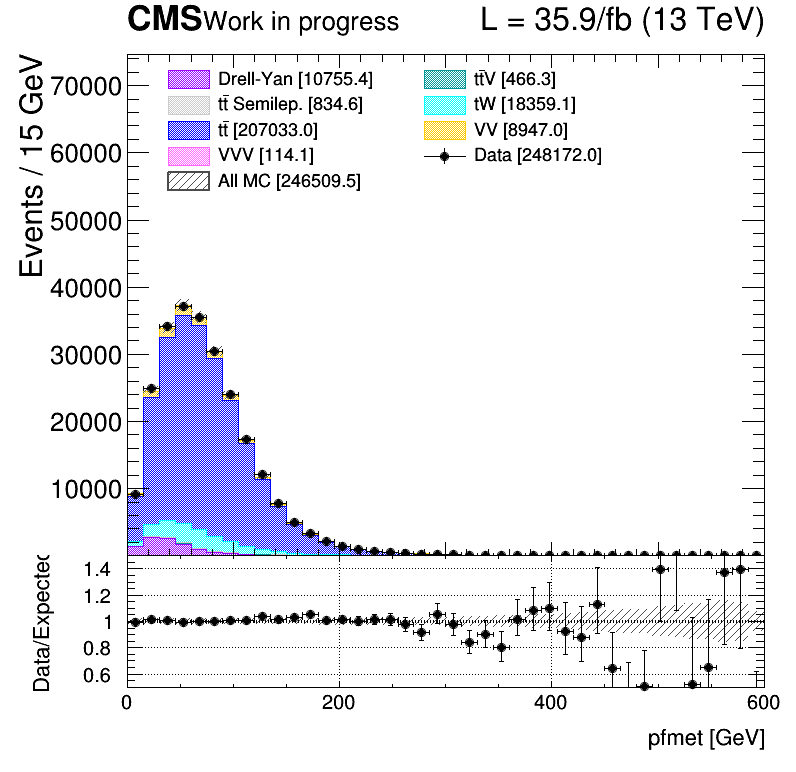 CMS Work in progress L = 35.9/fb (13 TeV)
Events / 15 GeV
70000
60000
50000
40000
30000
20000
10000
Drell-Yan [10755.4]
tt̄ Semilep. [834.6]
tt̄ [207033.0]
VVV [114.1]
All MC [246509.5]
tt̄V [466.3]
tW [18359.1]
VV [8947.0]
Data [248172.0]
Data/Expected
1.4
1.2
1
0.8
0.6
0 200 400 600
pfmet [GeV]